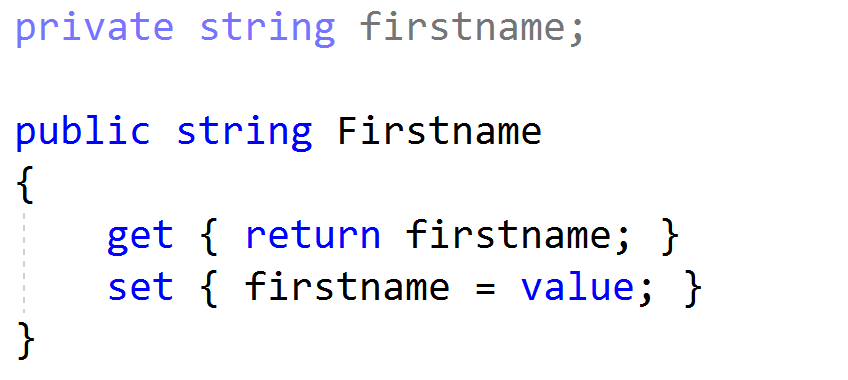 private string firstname;
public string Firstname
{
get { return firstname; }
set { firstname = value; }
}